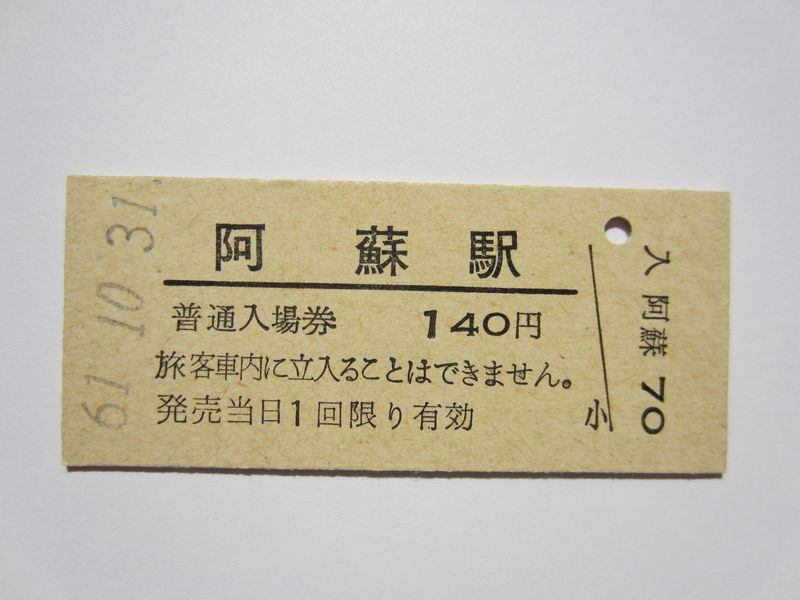 61.10.31.
阿蘇駅
普通入場券 140円
旅客車内に立入ることはできません。
発売当日1回限り有効
小
入 阿蘇 70